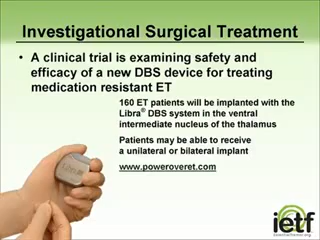 Investigational Surgical Treatment
• A clinical trial is examining safety and
efficacy of a new DBS device for treating
medication resistant ET
160 ET patients will be implanted with the
Libra® DBS system in the ventral
intermediate nucleus of the thalamus
Patients may be able to receive
a unilateral or bilateral implant
www.poweroveret.com
ietf